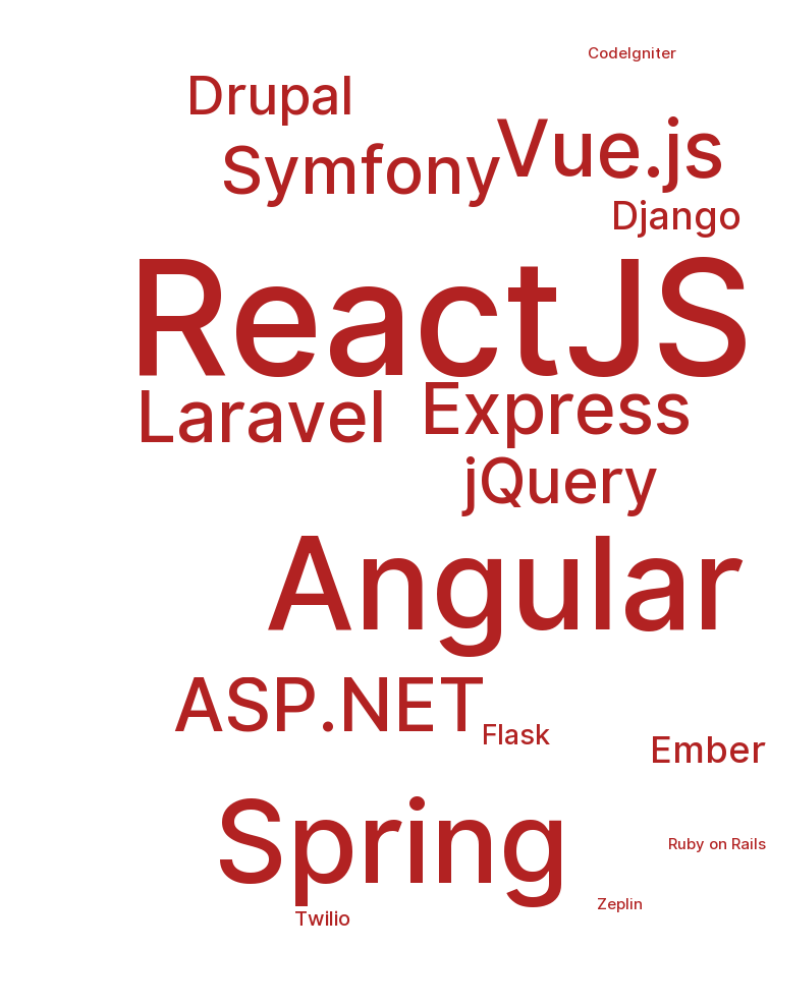 CodeIgniter
Drupal
Vue.js
Symfony
Django
ReactJS
Laravel
Express
jQuery
Angular
ASP.NET
Flask
Ember
Spring
Ruby on Rails
Zeplin
Twilio